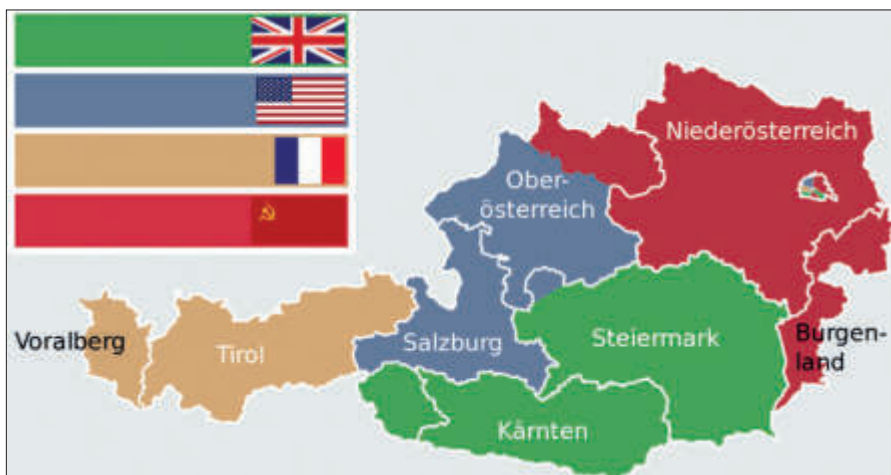 Niederösterreich
Ober-
österreich
Voralberg
Tirol
Salzburg
Steiermark
Burgen-
land
Kärnten